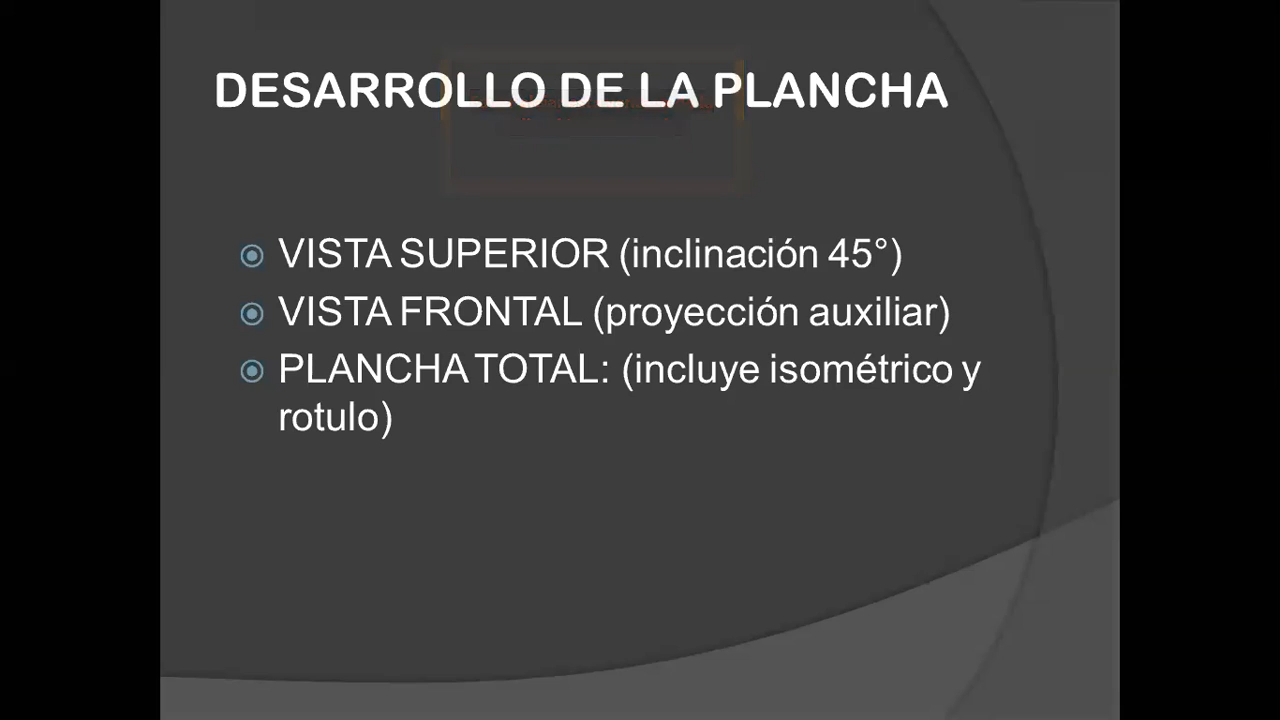 DESARROLLO DE LA PLANCHA
VISTA SUPERIOR (inclinación 45°)
VISTA FRONTAL (proyección auxiliar)
PLANCHA TOTAL: (incluye isométrico y
rotulo)